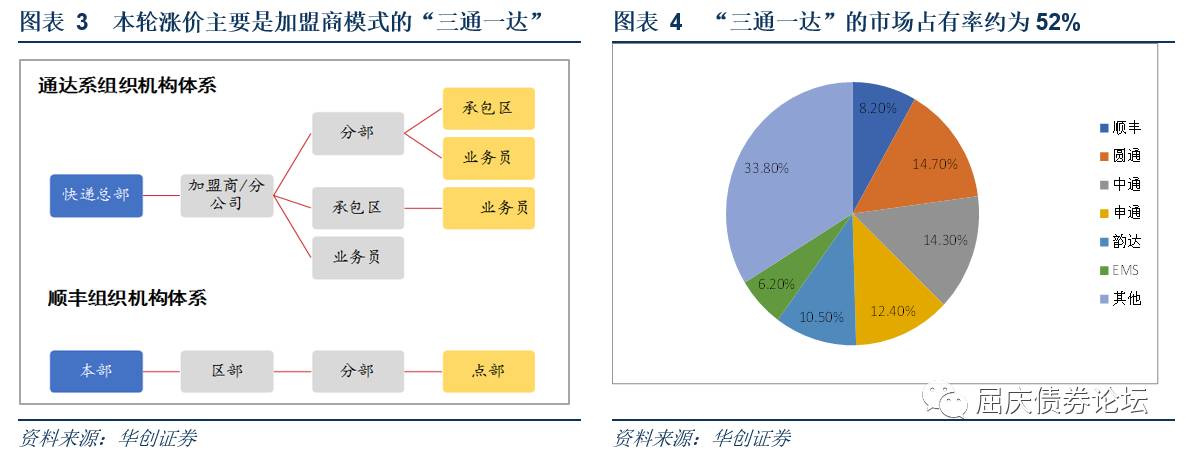 图表 3 本轮涨价主要是加盟商模式的“三通一达”
通达系组织机构体系
快递总部
加盟商/分
公司
分部
承包区
业务员
承包区
业务员
业务员
顺丰组织机构体系
本部
区部
分部
点部
资料来源：华创证券
图表 4 “三通一达”的市场占有率约为 52%
8.20%
14.70%
14.30%
12.40%
10.50%
6.20%
33.80%
顺丰
圆通
中通
申通
韵达
EMS
其他
屈庆债券论坛
资料来源：华创证券